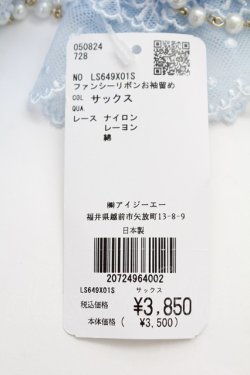 050824
728
NO LS649X01S
ファンシーリボンお袖留め
COL サックス
QUA
レース ナイロン
レーヨン
綿
㈱アイジーエー
福井県越前市矢放町13-8-9
日本製
20724964002
LS649X01S サックス
税込価格 ¥3,850
本体価格 ( ¥3,500)